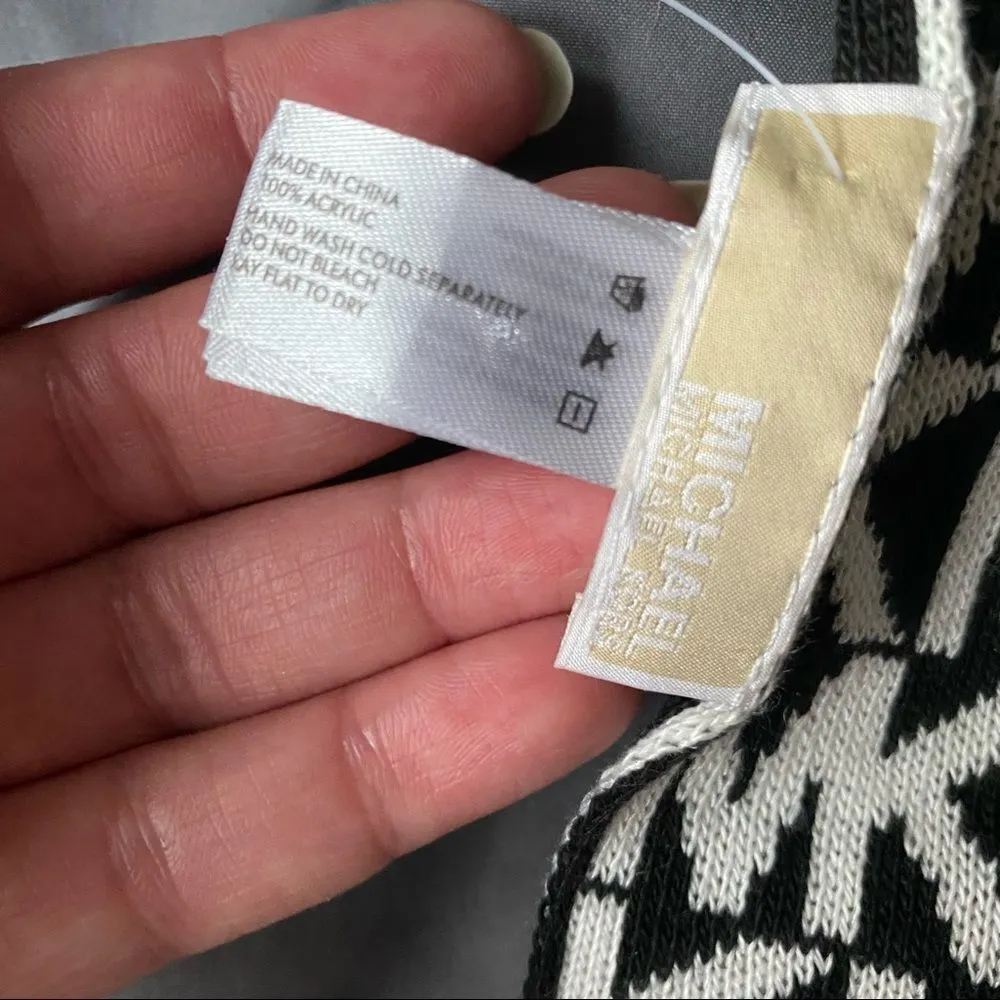 MADE IN CHINA
100% ACRYLIC
HAND WASH COLD SEPARATELY
DO NOT BLEACH
LAY FLAT TO DRY
MICHAEL
MICHAEL KORS